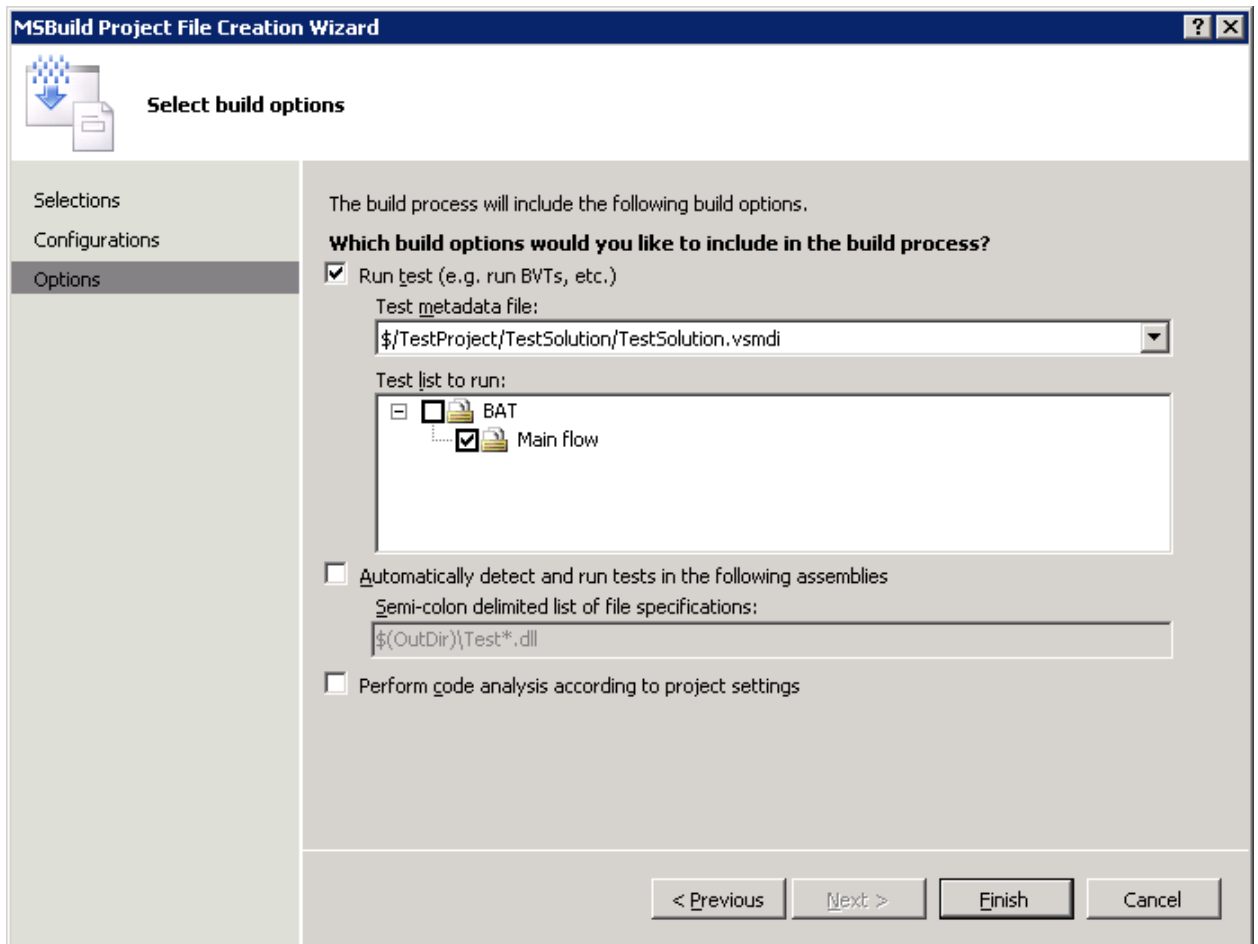 MSBuild Project File Creation Wizard
Select build options
Selections
Configurations
Options
The build process will include the following build options.
Which build options would you like to include in the build process?
Run test (e.g. run BVTs, etc.)
Test metadata file:
$/TestProject/TestSolution/TestSolution.vsmdi
Test list to run:
BAT
Main flow
Automatically detect and run tests in the following assemblies
Semi-colon delimited list of file specifications:
$(OutDir)\Test*.dll
Perform code analysis according to project settings
< Previous
Next >
Finish
Cancel